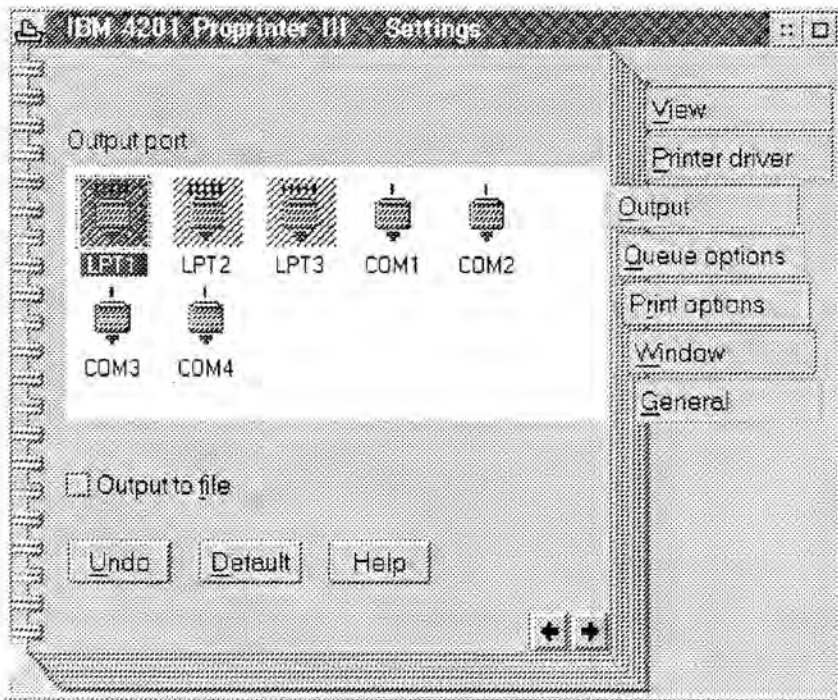 IBM 4201 Proprinter III - Settings
Output port
LPT1 LPT2 LPT3 COM1 COM2
COM3 COM4
Output to file
Undo Default Help
View
Printer driver
Output
Queue options
Print options
Window
General